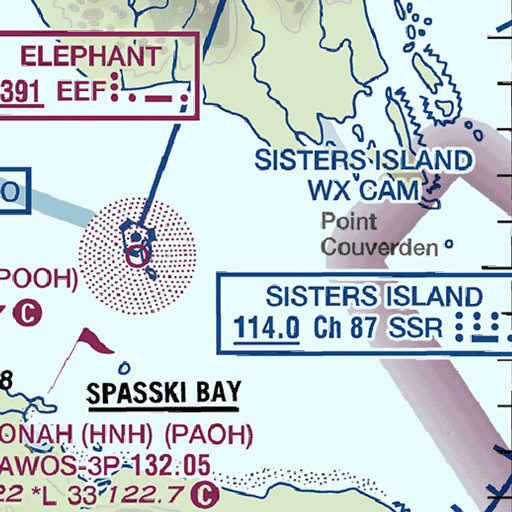 ELEPHANT
391 EEF
SISTERS ISLAND
WX CAM
O
Point
Couverden
POOH)
C
SISTERS ISLAND
114.0 Ch 87 SSR
8
SPASSKI BAY
ONAH (HNH) (PAOH)
AWOS-3P 132.05
22 *L 33 122.7 C